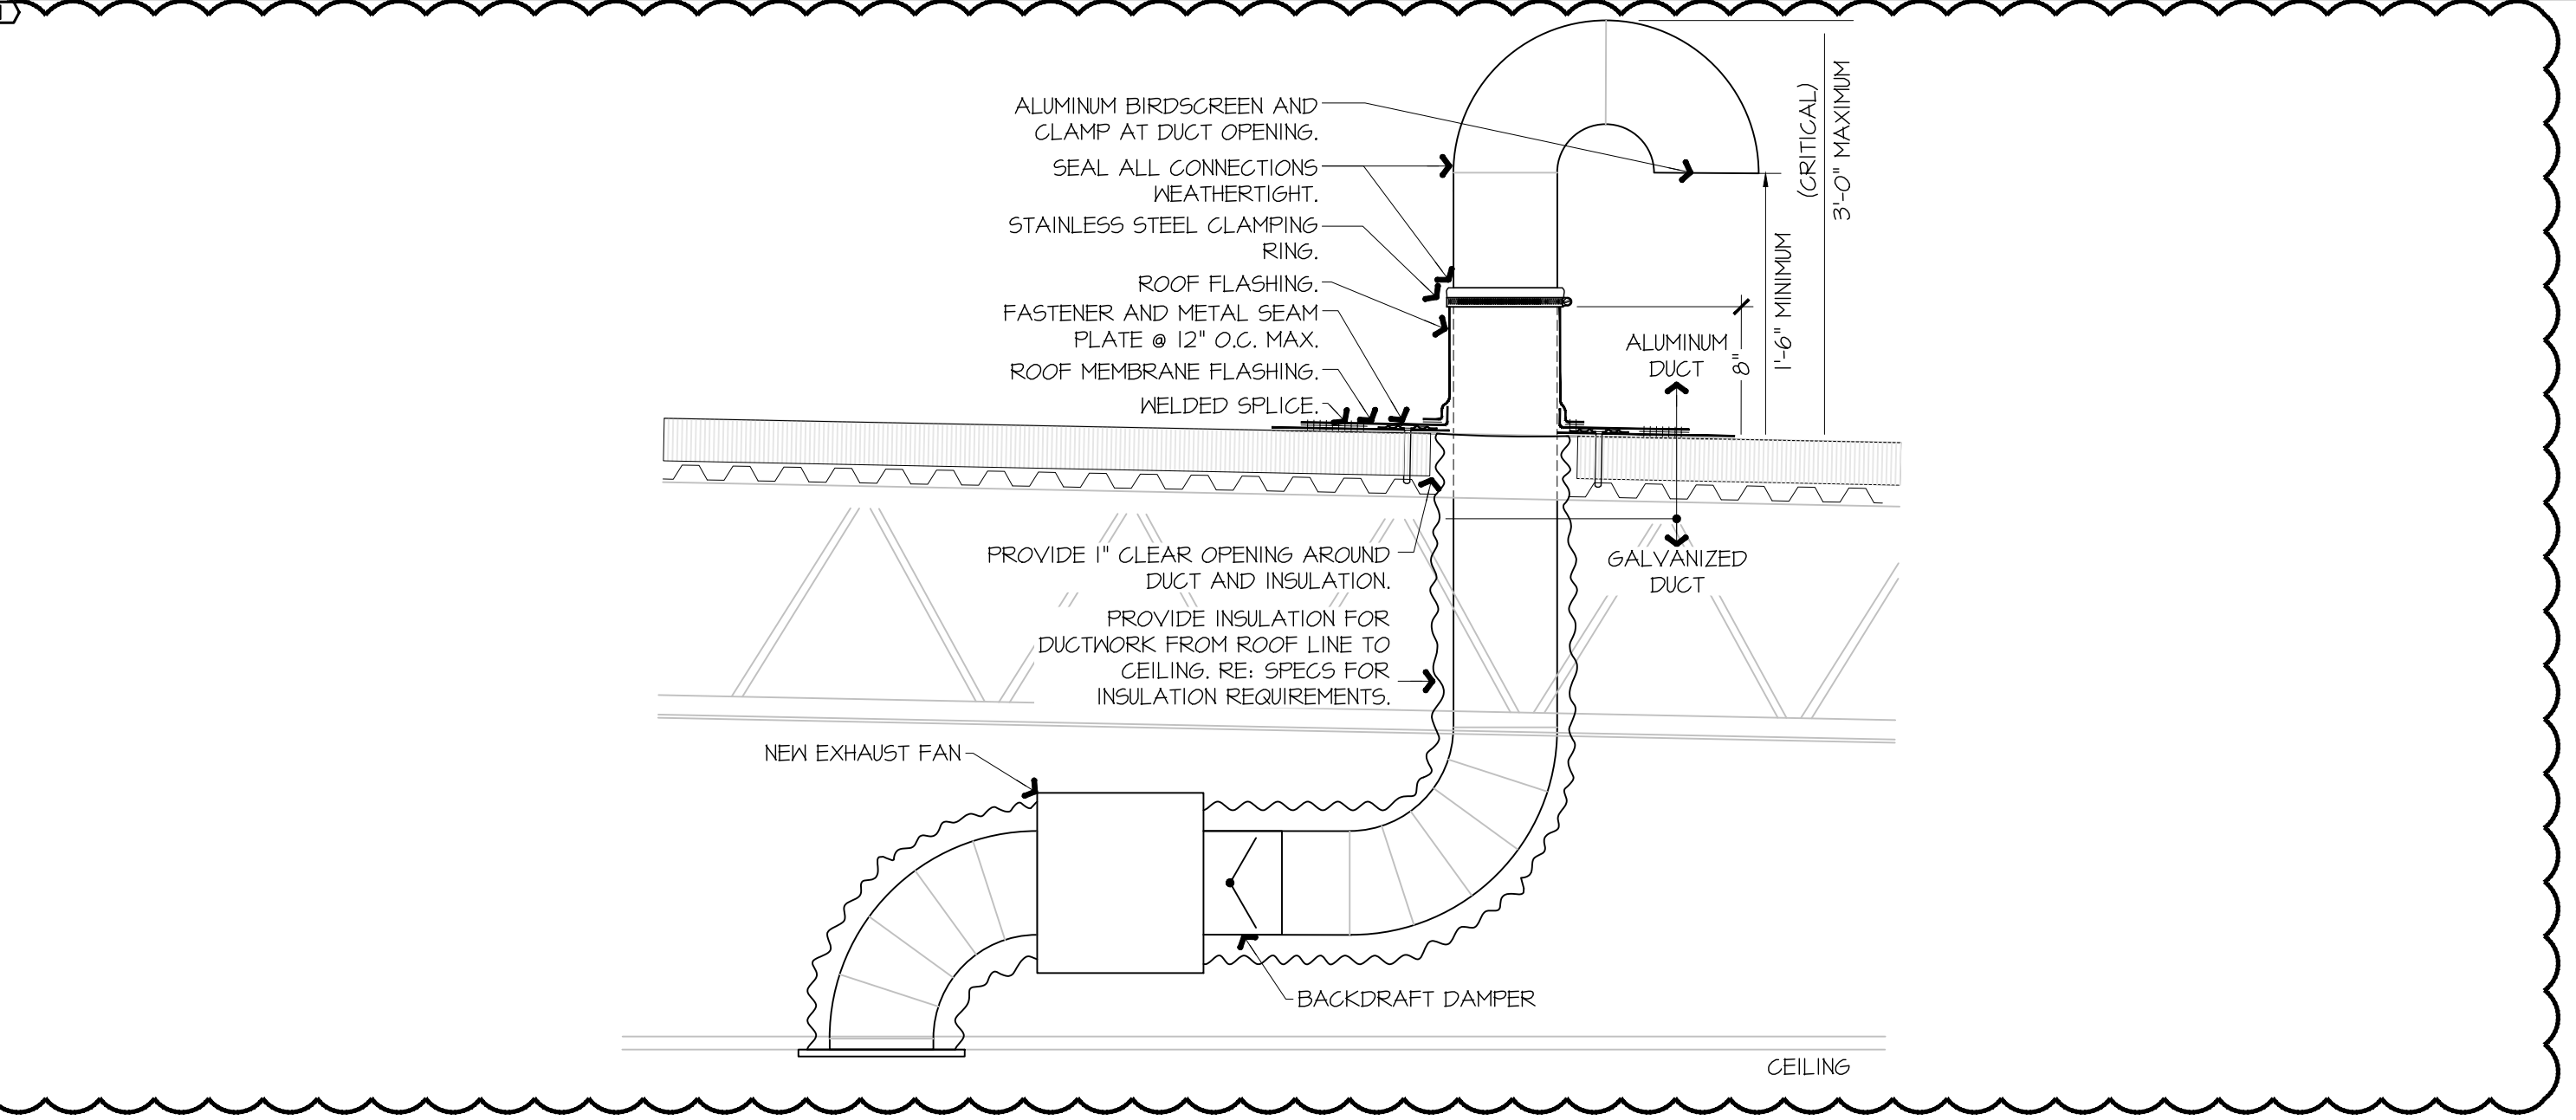 ALUMINUM BIRDSCREEN AND
CLAMP AT DUCT OPENING.
SEAL ALL CONNECTIONS
WEATHERTIGHT.
STAINLESS STEEL CLAMPING
RING.
ROOF FLASHING.
FASTENER AND METAL SEAM
PLATE @ 12" O.C. MAX.
ROOF MEMBRANE FLASHING.
WELDED SPLICE.
(CRITICAL)
3'-0" MAXIMUM
1'-6" MINIMUM
8"
ALUMINUM
DUCT
GALVANIZED
DUCT
PROVIDE 1" CLEAR OPENING AROUND
DUCT AND INSULATION.
PROVIDE INSULATION FOR
DUCTWORK FROM ROOF LINE TO
CEILING. RE: SPECS FOR
INSULATION REQUIREMENTS.
NEW EXHAUST FAN
BACKDRAFT DAMPER
CEILING